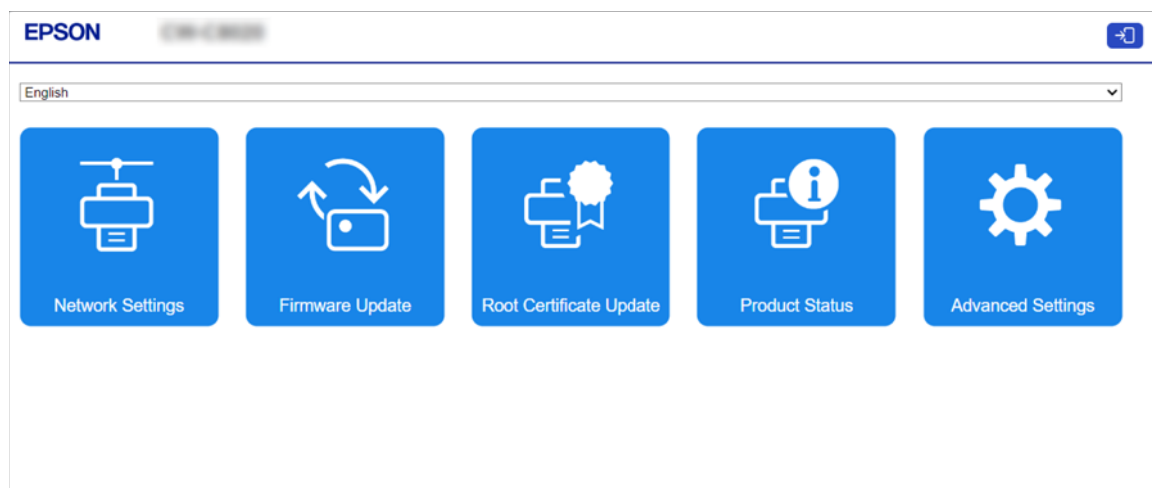 EPSON
English
Network Settings
Firmware Update
Root Certificate Update
Product Status
Advanced Settings